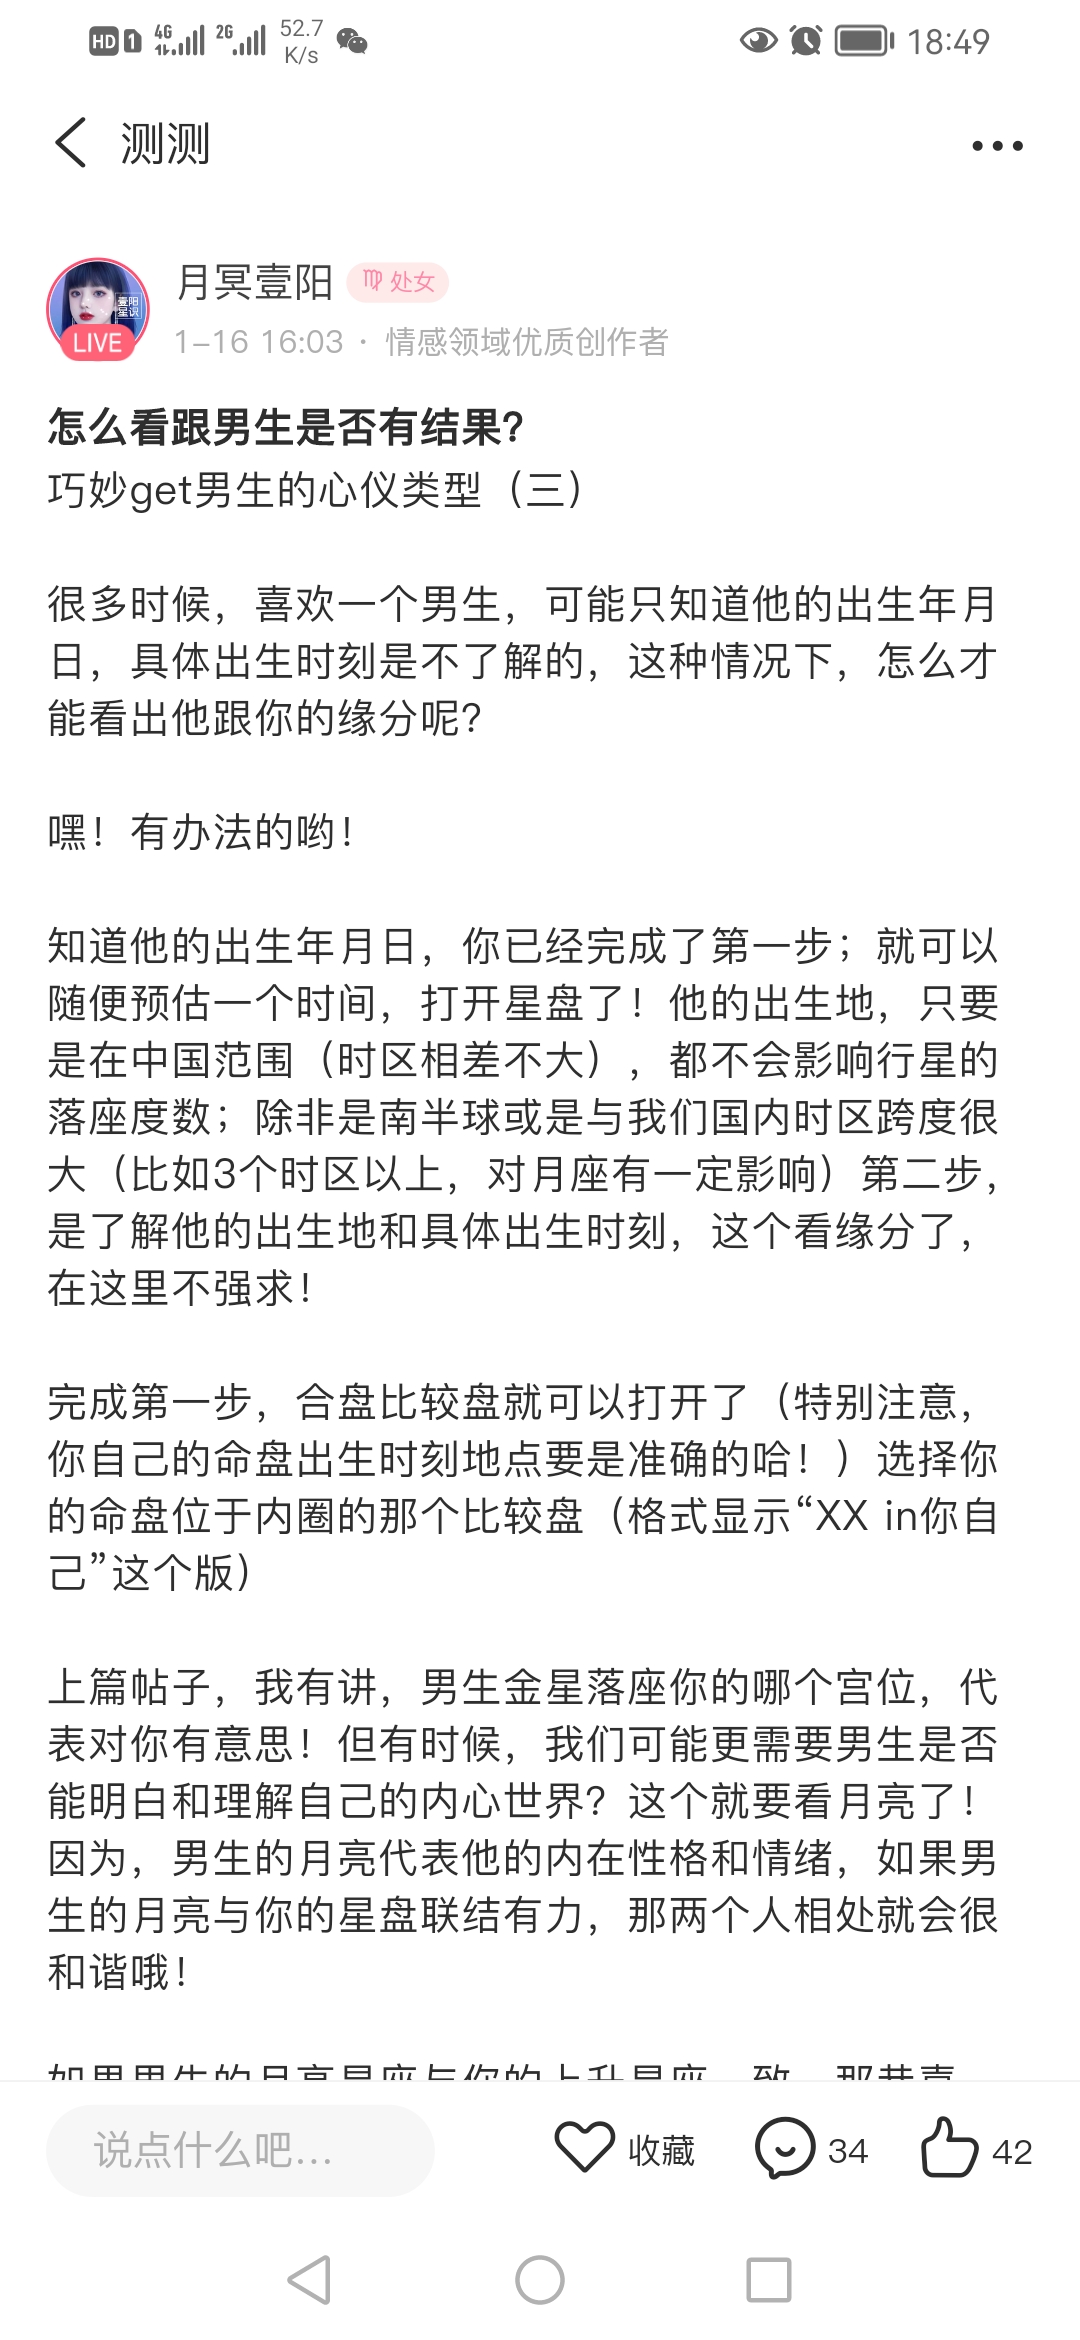 HD 1 4G 2G 52.7 K/s 18:49
测测
月冥壹阳 处女
壹阳
星识
LIVE
1-16 16:03 · 情感领域优质创作者
怎么看跟男生是否有结果?
巧妙get男生的心仪类型（三）
很多时候，喜欢一个男生，可能只知道他的出生年月
日，具体出生时刻是不了解的，这种情况下，怎么才
能看出他跟你的缘分呢?
嘿！有办法的哟！
知道他的出生年月日，你已经完成了第一步；就可以
随便预估一个时间，打开星盘了！他的出生地，只要
是在中国范围（时区相差不大），都不会影响行星的
落座度数；除非是南半球或是与我们国内时区跨度很
大（比如3个时区以上，对月座有一定影响）第二步，
是了解他的出生地和具体出生时刻，这个看缘分了，
在这里不强求！
完成第一步，合盘比较盘就可以打开了（特别注意，
你自己的命盘出生时刻地点要是准确的哈！）选择你
的命盘位于内圈的那个比较盘（格式显示“XX in你自
己”这个版）
上篇帖子，我有讲，男生金星落座你的哪个宫位，代
表对你有意思！但有时候，我们可能更需要男生是否
能明白和理解自己的内心世界？这个就要看月亮了！
因为，男生的月亮代表他的内在性格和情绪，如果男
生的月亮与你的星盘联结有力，那两个人相处就会很
和谐哦！
如果男生的月亮星座与你的上升星座一致，那恭喜
说点什么吧... 收藏 34 42